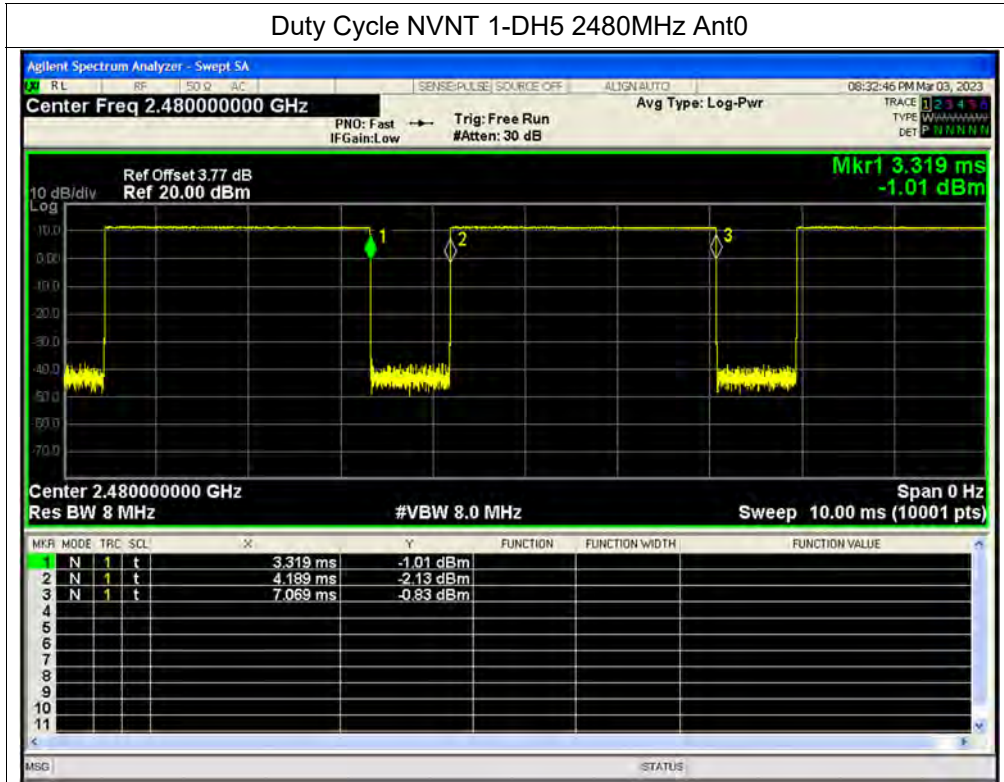 Duty Cycle NVNT 1-DH5 2480MHz Ant0
Agilent Spectrum Analyzer - Swept SA
RL RF 50 Ω AC SENSE:PULSE SOURCE OFF ALIGN AUTO 08:32:46 PM Mar 03, 2023
Center Freq 2.480000000 GHz Avg Type: Log-Pwr TRACE 1 2 3 4 5 6
PNO: Fast Trig: Free Run TYPE W
IFGain:Low #Atten: 30 dB DET P N N N N N
Mkr1 3.319 ms
-1.01 dBm
Ref Offset 3.77 dB
10 dB/div Ref 20.00 dBm
Log
10.0
0.00
-10.0
-20.0
-30.0
-40.0
-50.0
-60.0
-70.0
1
2
3
Center 2.480000000 GHz Span 0 Hz
Res BW 8 MHz #VBW 8.0 MHz Sweep 10.00 ms (10001 pts)
MKR MODE TRC SCL X Y FUNCTION FUNCTION WIDTH FUNCTION VALUE
1 N 1 t 3.319 ms -1.01 dBm
2 N 1 t 4.189 ms -2.13 dBm
3 N 1 t 7.069 ms -0.83 dBm
4
5
6
7
8
9
10
11
MSG STATUS